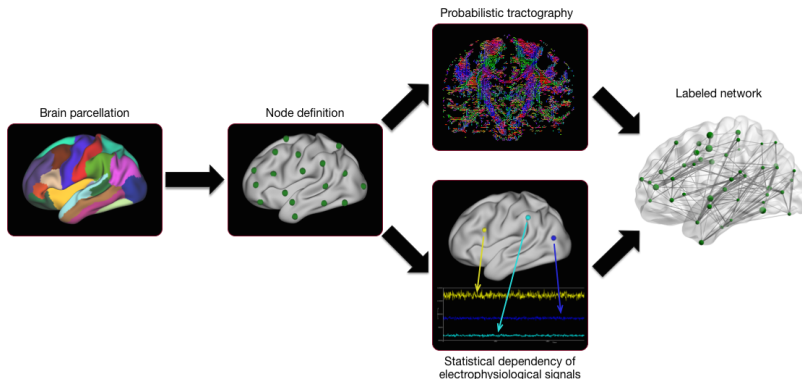 Probabilistic tractography
Brain parcellation
Node definition
Labeled network
Statistical dependency of
electrophysiological signals